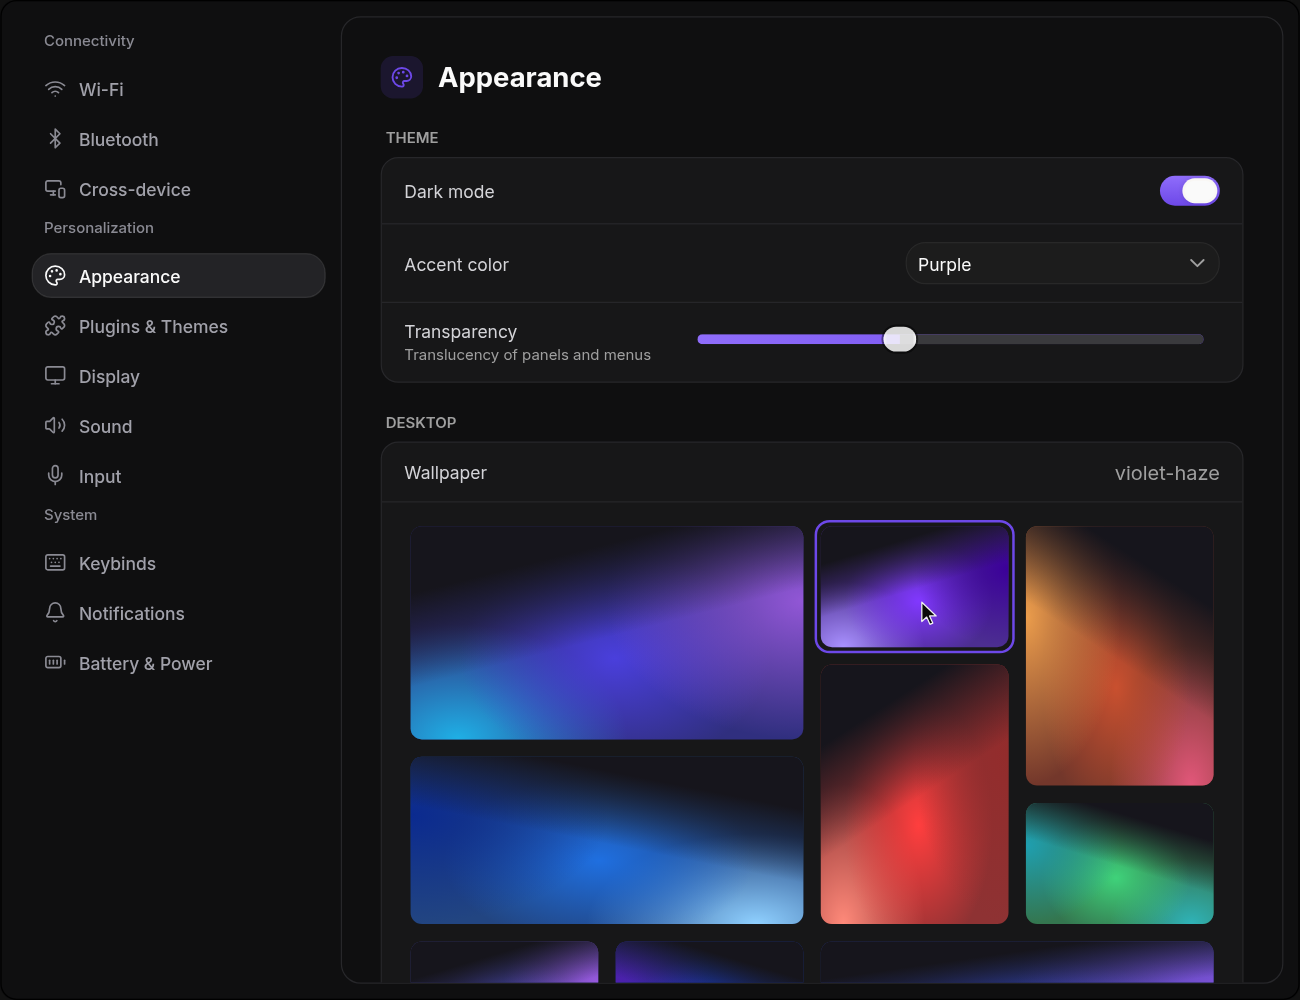 Connectivity
Wi-Fi
Bluetooth
Cross-device
Personalization
Appearance
Plugins & Themes
Display
Sound
Input
System
Keybinds
Notifications
Battery & Power
Appearance
THEME
Dark mode
Accent color
Purple
Transparency
Translucency of panels and menus
DESKTOP
Wallpaper
violet-haze